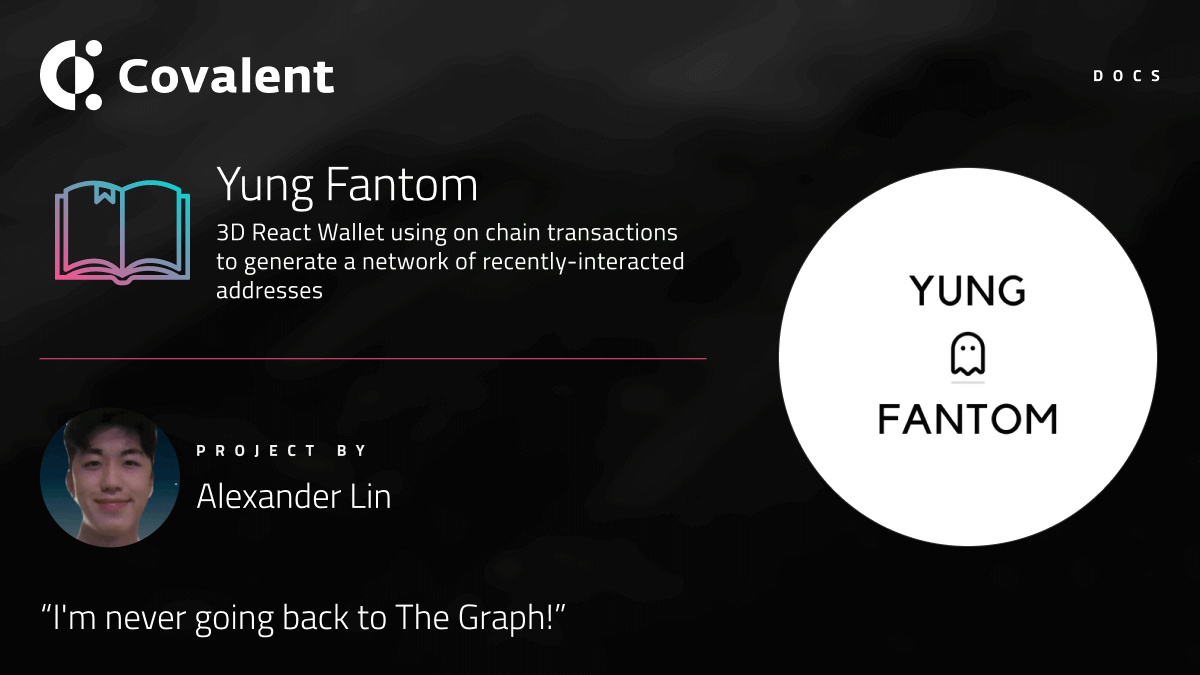 Covalent
DOCS
Yung Fantom
3D React Wallet using on chain transactions
to generate a network of recently-interacted
addresses
YUNG
FANTOM
PROJECT BY
Alexander Lin
“I'm never going back to The Graph!”